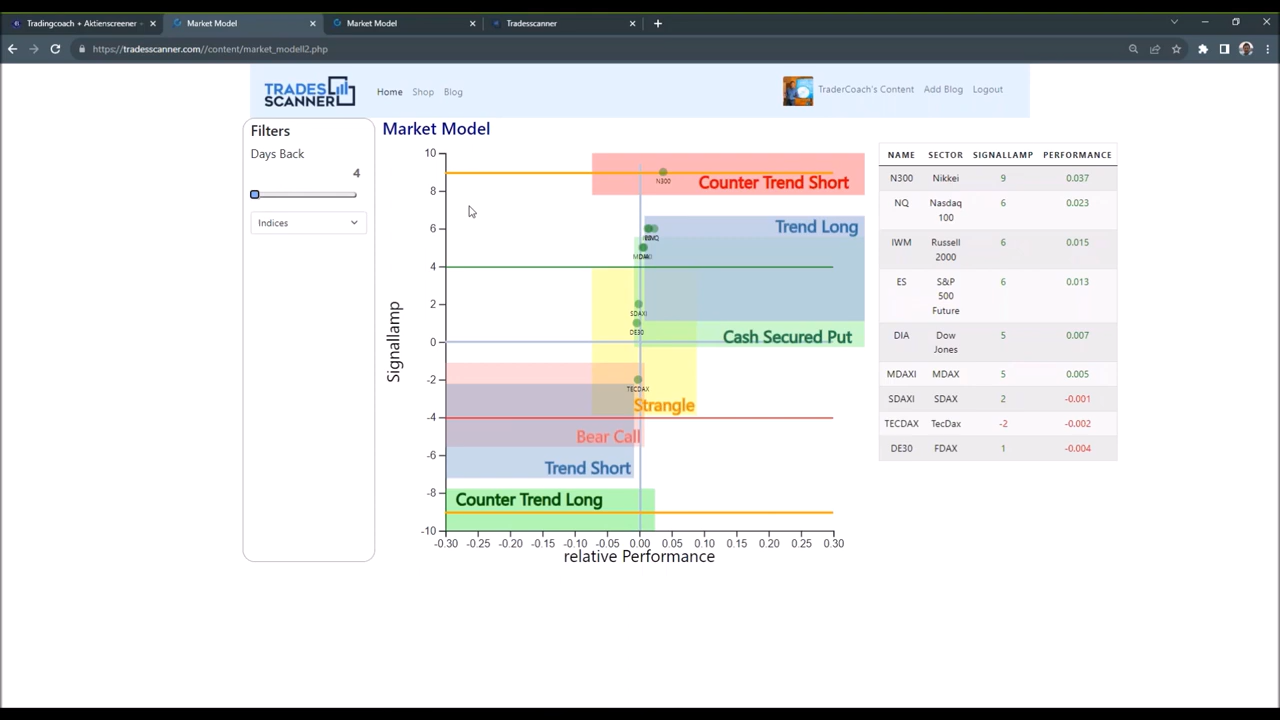 Tradingcoach + Aktienscreener -
Market Model
Market Model
Tradesscanner
https://tradesscanner.com//content/market_modell2.php
TRADES
SCANNER
Home
Shop
Blog
TraderCoach's Content
Add Blog
Logout
Filters
Days Back
4
Indices
Market Model
10
8
6
4
2
0
-2
-4
-6
-8
-10
Signallamp
-0.30 -0.25 -0.20 -0.15 -0.10 -0.05 0.00 0.05 0.10 0.15 0.20 0.25 0.30
relative Performance
Counter Trend Short
N300
Trend Long
SDAXI
DE30
Cash Secured Put
TECDAX
Strangle
Bear Call
Trend Short
Counter Trend Long
NAME SECTOR SIGNALLAMP PERFORMANCE
N300 Nikkei 9 0.037
NQ Nasdaq 6 0.023
100
IWM Russell 6 0.015
2000
ES S&P 6 0.013
500
Future
DIA Dow 5 0.007
Jones
MDAXI MDAX 5 0.005
SDAXI SDAX 2 -0.001
TECDAX TecDax -2 -0.002
DE30 FDAX 1 -0.004